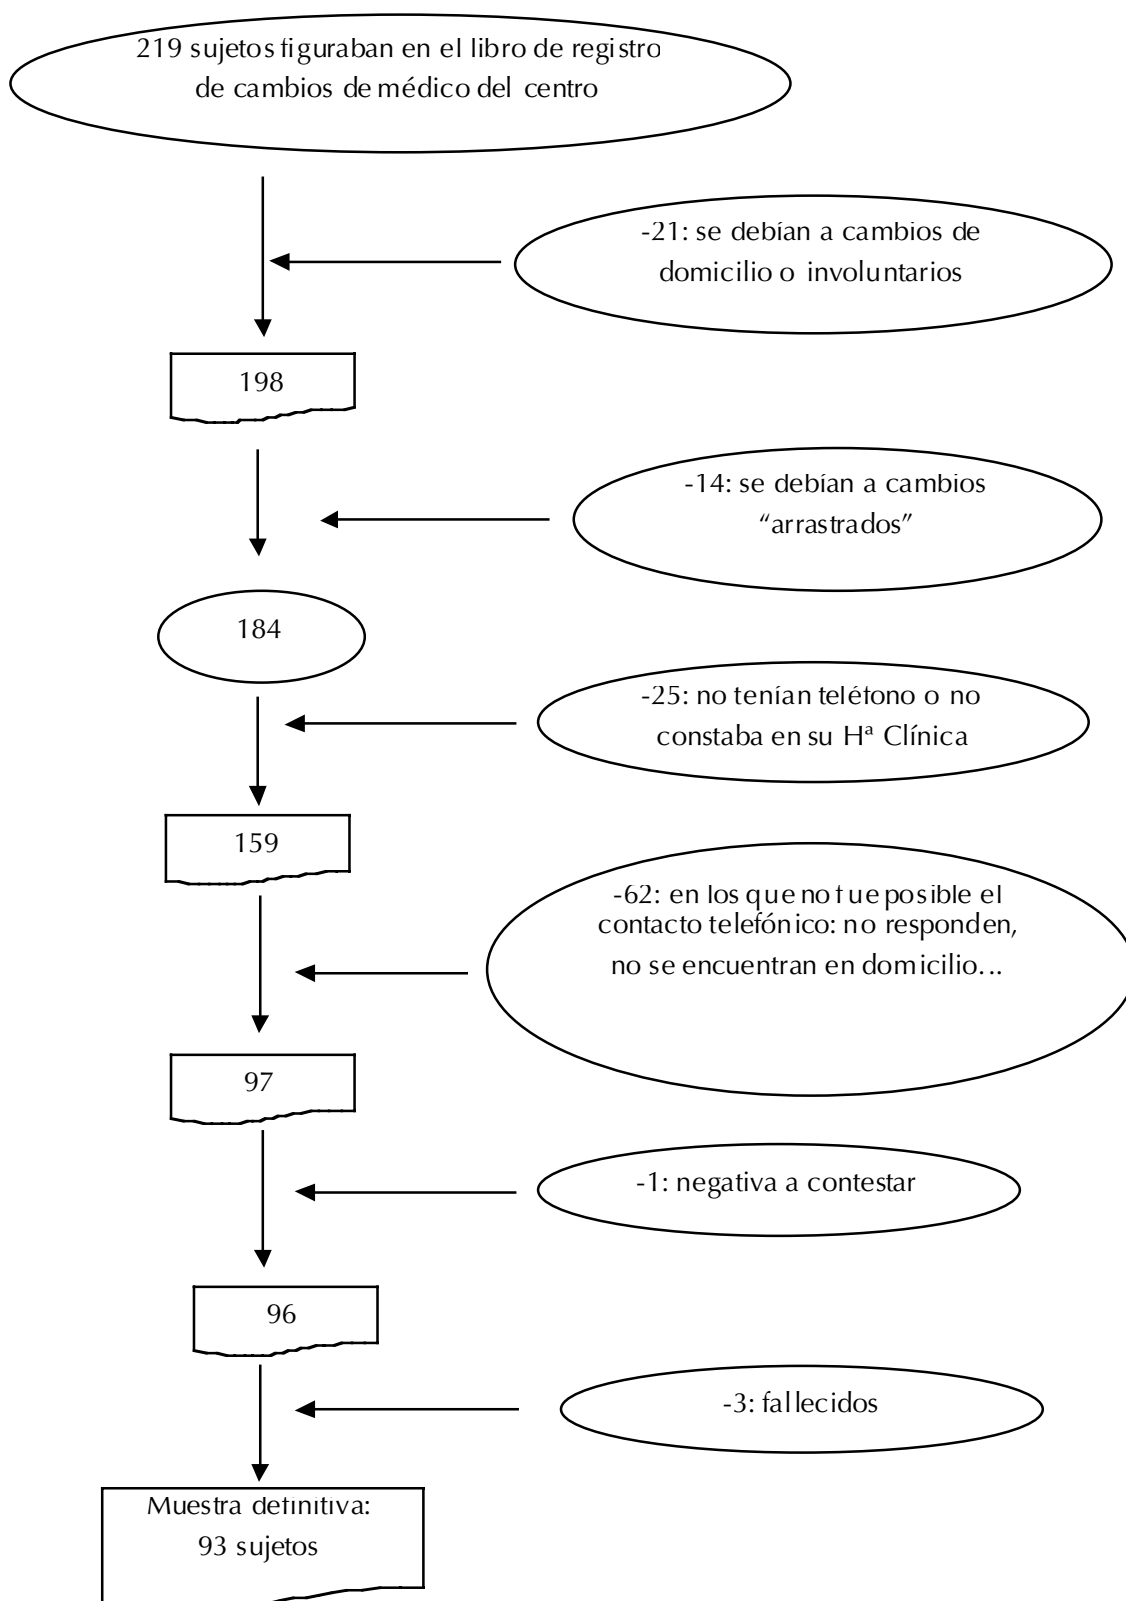 219 sujetos figuraban en el libro de registro
de cambios de médico del centro
-21: se debían a cambios de
domicilio o involuntarios
198
-14: se debían a cambios
“arrastrados”
184
-25: no tenían teléfono o no
constaba en su Hª Clínica
159
-62: en los que no fue posible el
contacto telefónico: no responden,
no se encuentran en domicilio...
97
-1: negativa a contestar
96
-3: fallecidos
Muestra definitiva:
93 sujetos